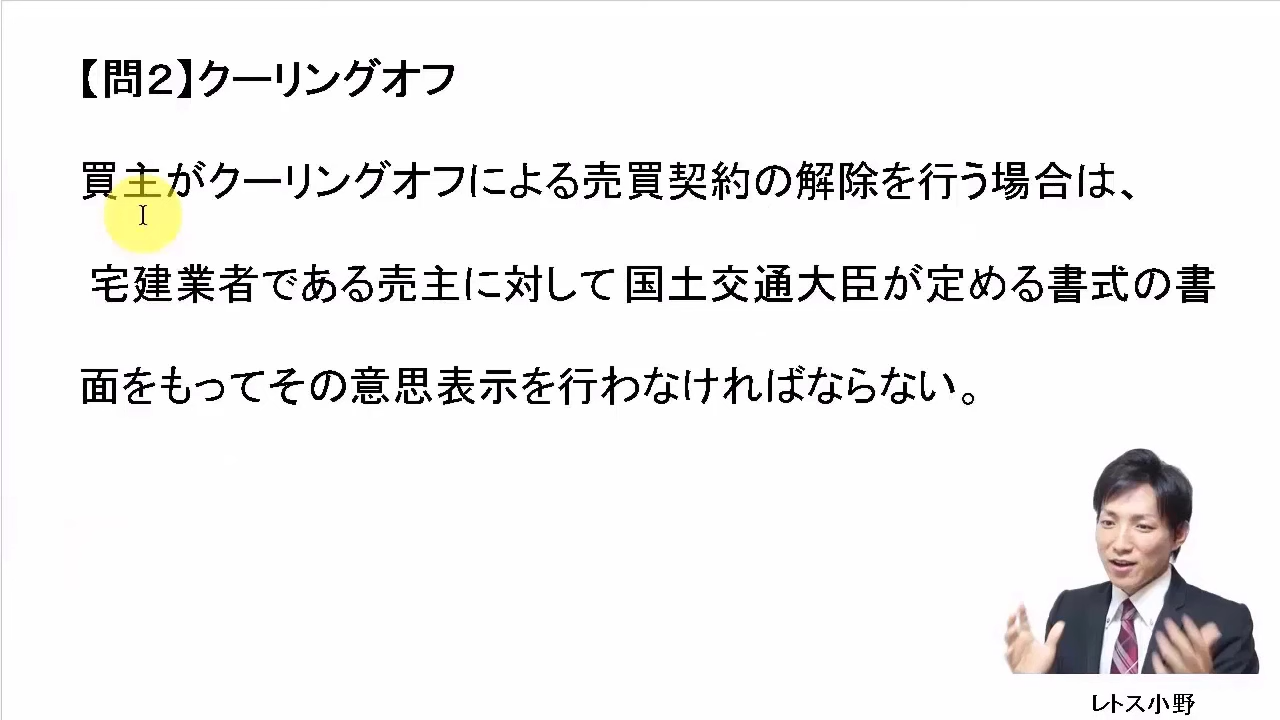 【問２】クーリングオフ
買主がクーリングオフによる売買契約の解除を行う場合は、
宅建業者である売主に対して国土交通大臣が定める書式の書
面をもってその意思表示を行わなければならない。
レトス小野